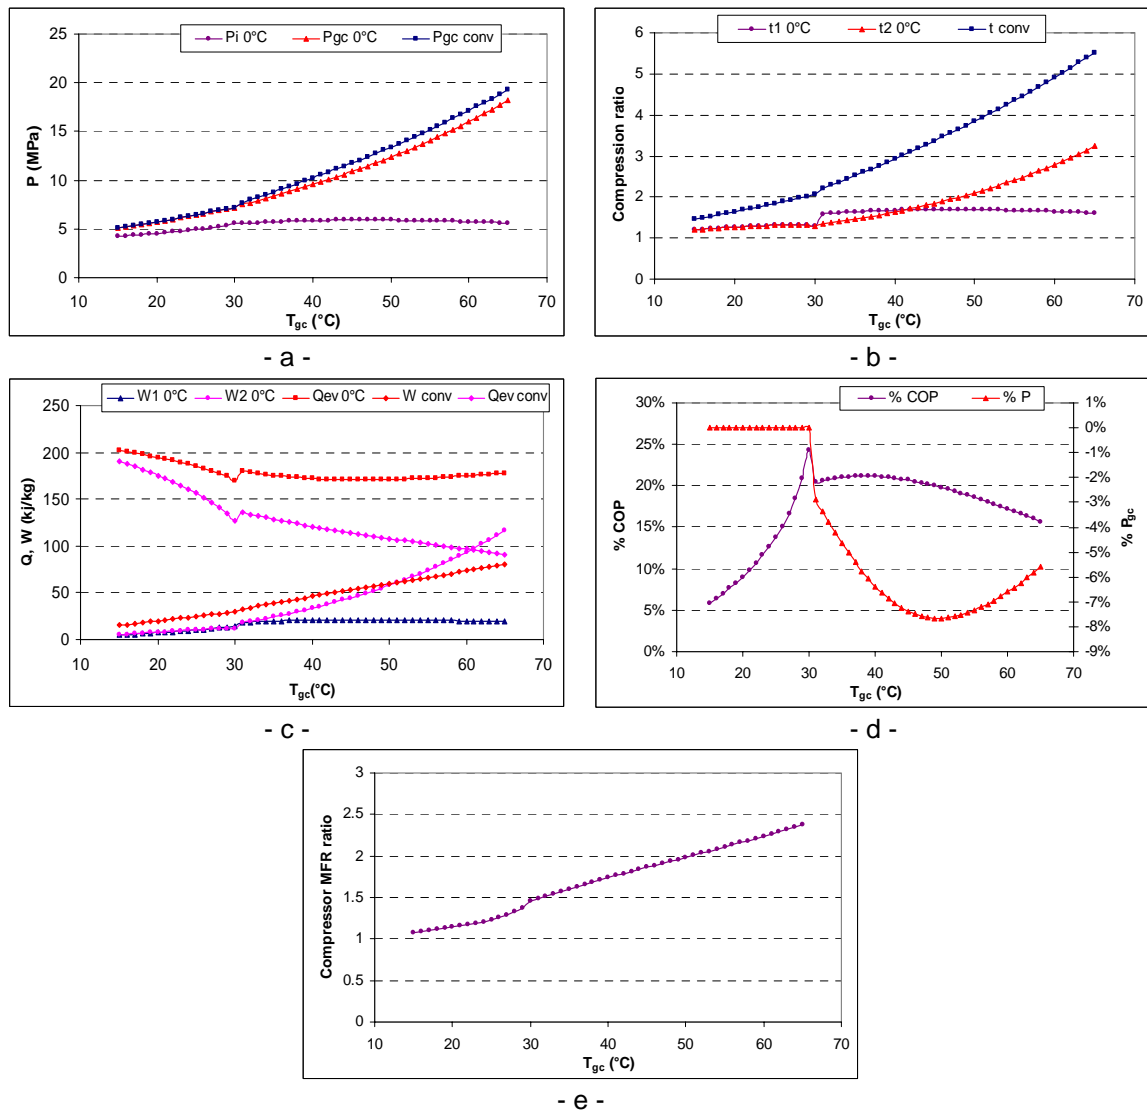 Pi 0°C Pgc 0°C Pgc conv
P (MPa)
25
20
15
10
5
0
10 20 30 40 50 60 70
Tgc (°C)
- a -
t1 0°C t2 0°C t conv
Compression ratio
6
5
4
3
2
1
0
10 20 30 40 50 60 70
Tgc (°C)
- b -
W1 0°C W2 0°C Qev 0°C W conv Qev conv
Q, W (kj/kg)
250
200
150
100
50
0
10 20 30 40 50 60 70
Tgc(°C)
- c -
% COP % P
% COP
30%
25%
20%
15%
10%
5%
0%
1%
0%
-1%
-2%
-3%
-4%
-5%
-6%
-7%
-8%
-9%
% Pgc
10 20 30 40 50 60 70
Tgc (°C)
- d -
Compressor MFR ratio
3
2.5
2
1.5
1
0.5
0
10 20 30 40 50 60 70
Tgc (°C)
- e -